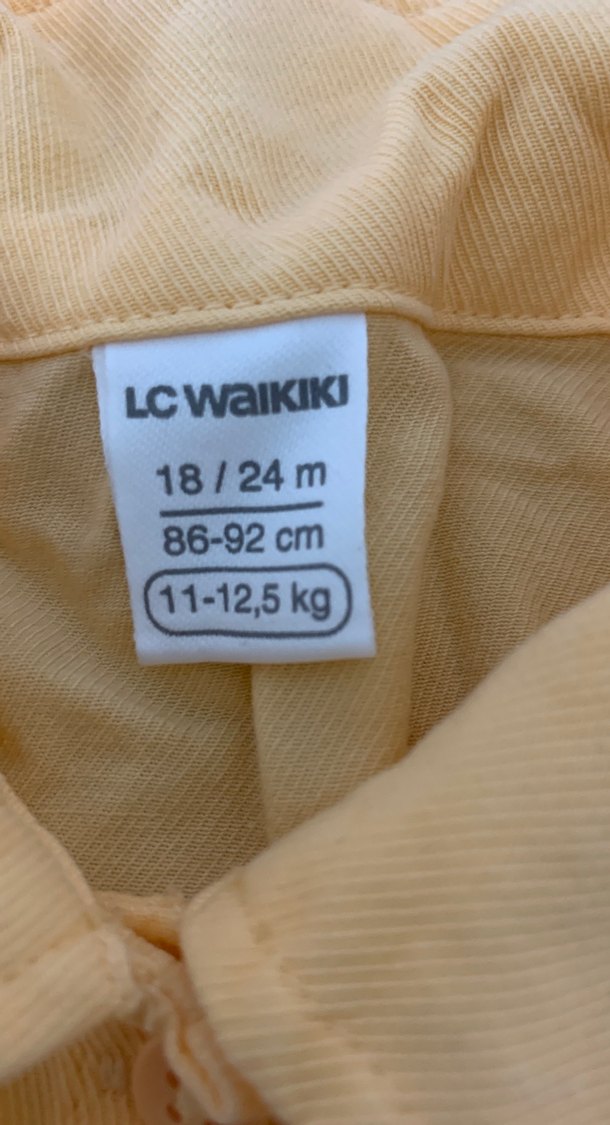 LC Waikiki
18 / 24 m
86-92 cm
11-12,5 kg